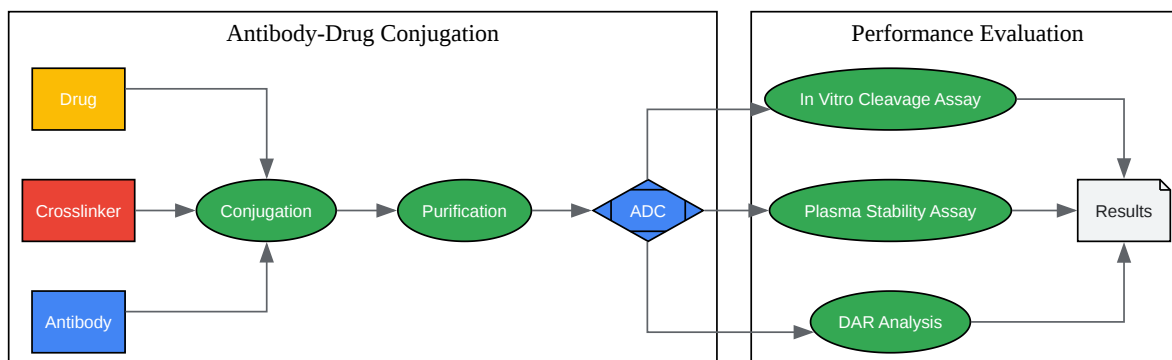 Antibody-Drug Conjugation
Drug
Crosslinker
Antibody
Conjugation
Purification
ADC
Performance Evaluation
In Vitro Cleavage Assay
Plasma Stability Assay
DAR Analysis
Results